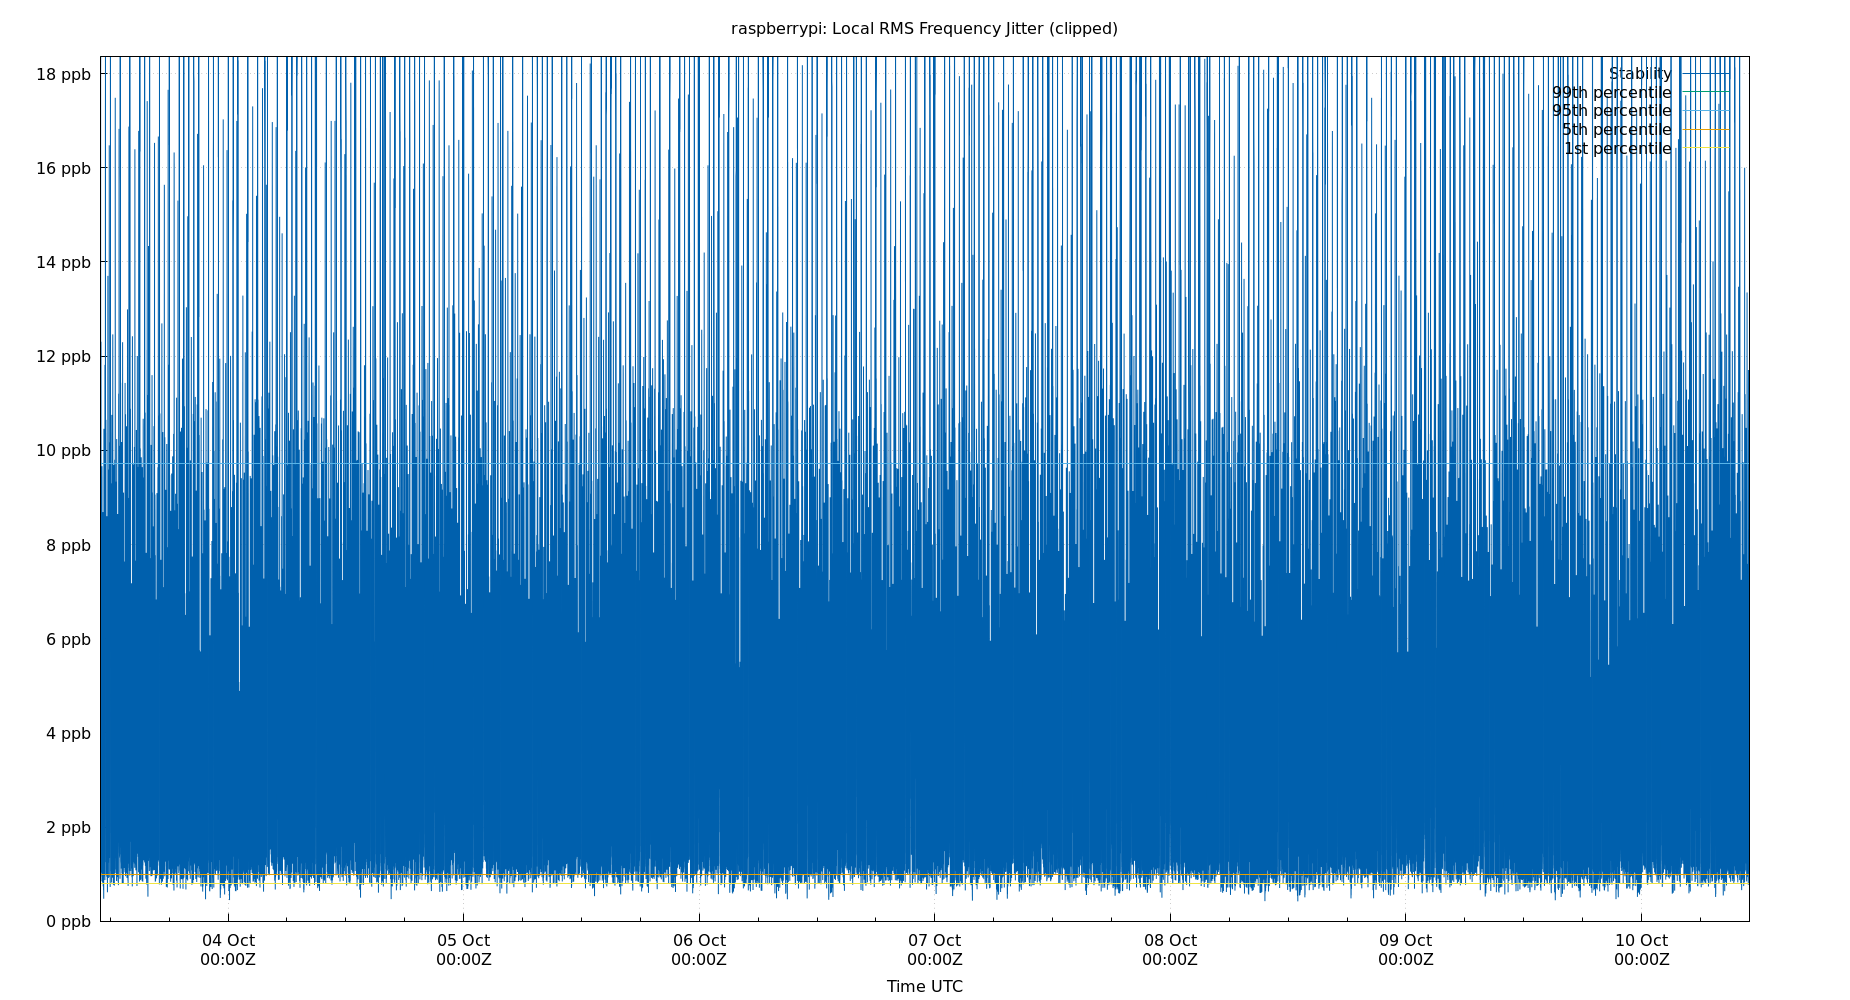 raspberrypi: Local RMS Frequency Jitter (clipped)
18 ppb
16 ppb
14 ppb
12 ppb
10 ppb
8 ppb
6 ppb
4 ppb
2 ppb
0 ppb
Stability
99th percentile
95th percentile
5th percentile
1st percentile
04 Oct 05 Oct 06 Oct 07 Oct 08 Oct 09 Oct 10 Oct
00:00Z 00:00Z 00:00Z 00:00Z 00:00Z 00:00Z 00:00Z
Time UTC